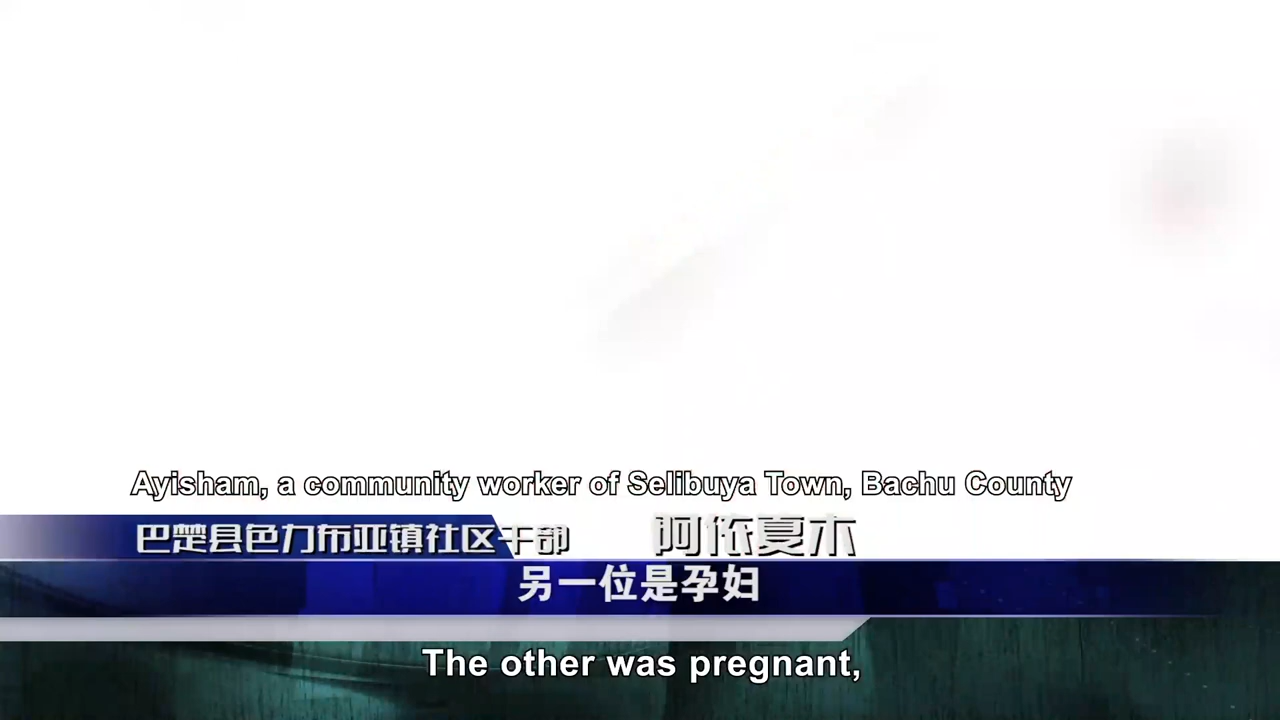 Ayisham, a community worker of Selibuya Town, Bachu County
巴楚县色力布亚镇社区干部 阿依夏木
另一位是孕妇
The other was pregnant,